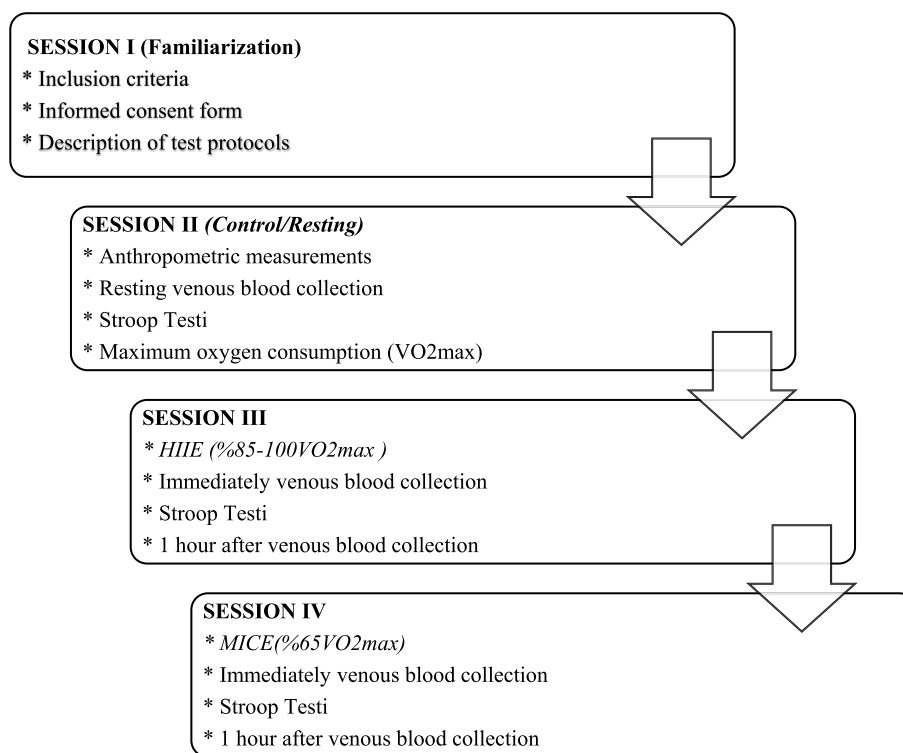 SESSION I (Familiarization)
* Inclusion criteria
* Informed consent form
* Description of test protocols
SESSION II (Control/Resting)
* Anthropometric measurements
* Resting venous blood collection
* Stroop Testi
* Maximum oxygen consumption (VO2max)
SESSION III
* HIIE (%85-100VO2max )
* Immediately venous blood collection
* Stroop Testi
* 1 hour after venous blood collection
SESSION IV
* MICE(%65VO2max)
* Immediately venous blood collection
* Stroop Testi
* 1 hour after venous blood collection